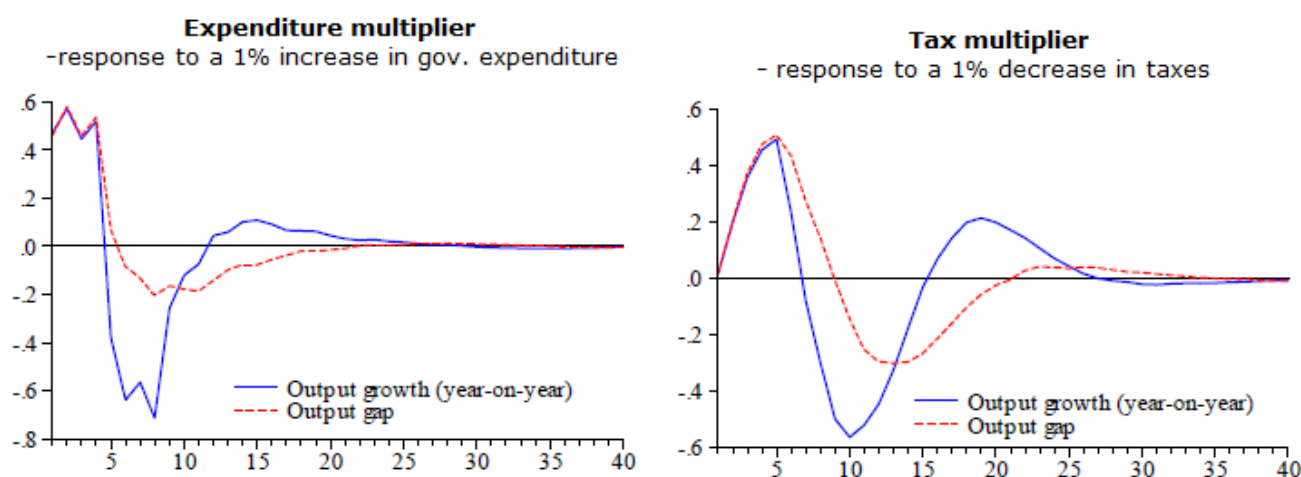 Expenditure multiplier
-response to a 1% increase in gov. expenditure
.6
.4
.2
.0
-.2
-.4
-.6
-.8
Output growth (year-on-year)
Output gap
5 10 15 20 25 30 35 40
Tax multiplier
- response to a 1% decrease in taxes
.6
.4
.2
.0
-.2
-.4
-.6
Output growth (year-on-year)
Output gap
5 10 15 20 25 30 35 40